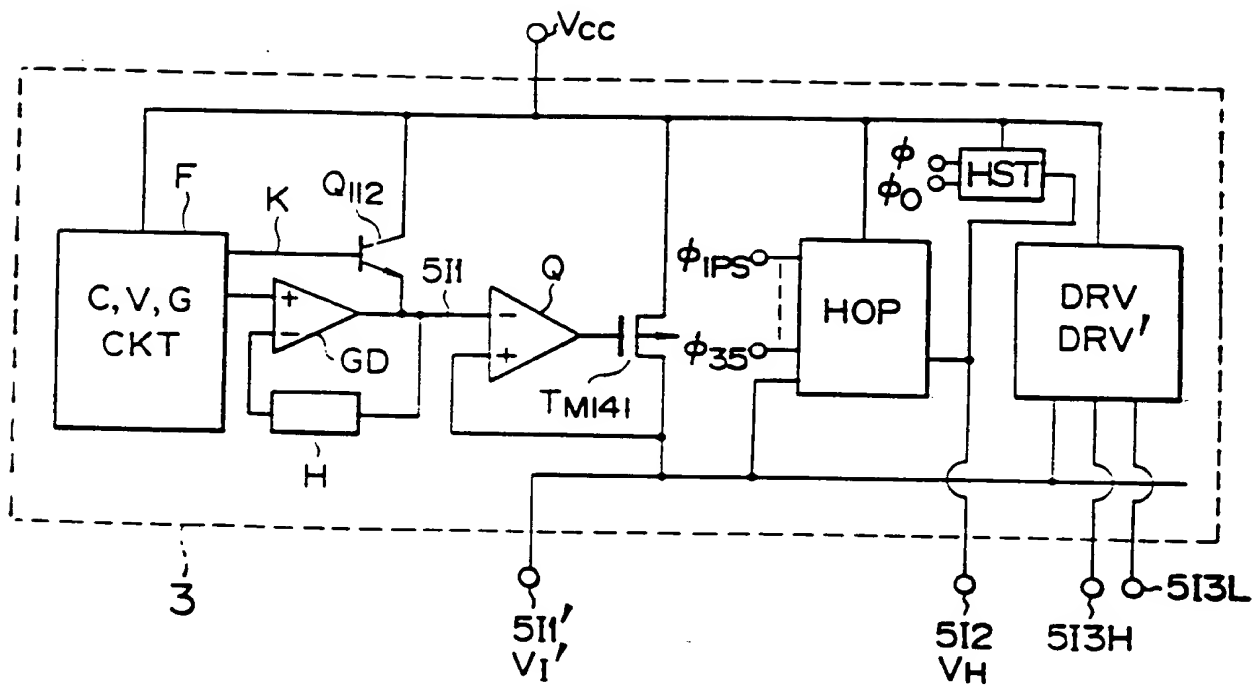 Vcc
F
K
Q112
φ
φO
HST
C, V, G
CKT
+
−
GD
H
511
Q
−
+
TM141
φIPS
φ35
HOP
DRV
DRV'
3
511'
VI'
512
VH
513H
513L